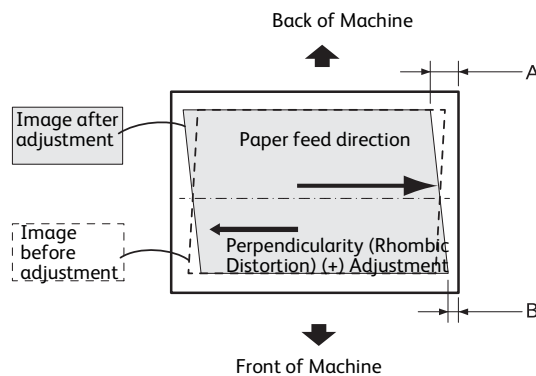 Back of Machine
A
Image after
adjustment
Paper feed direction
Image
before
adjustment
Perpendicularity (Rhombic
Distortion) (+) Adjustment
B
Front of Machine